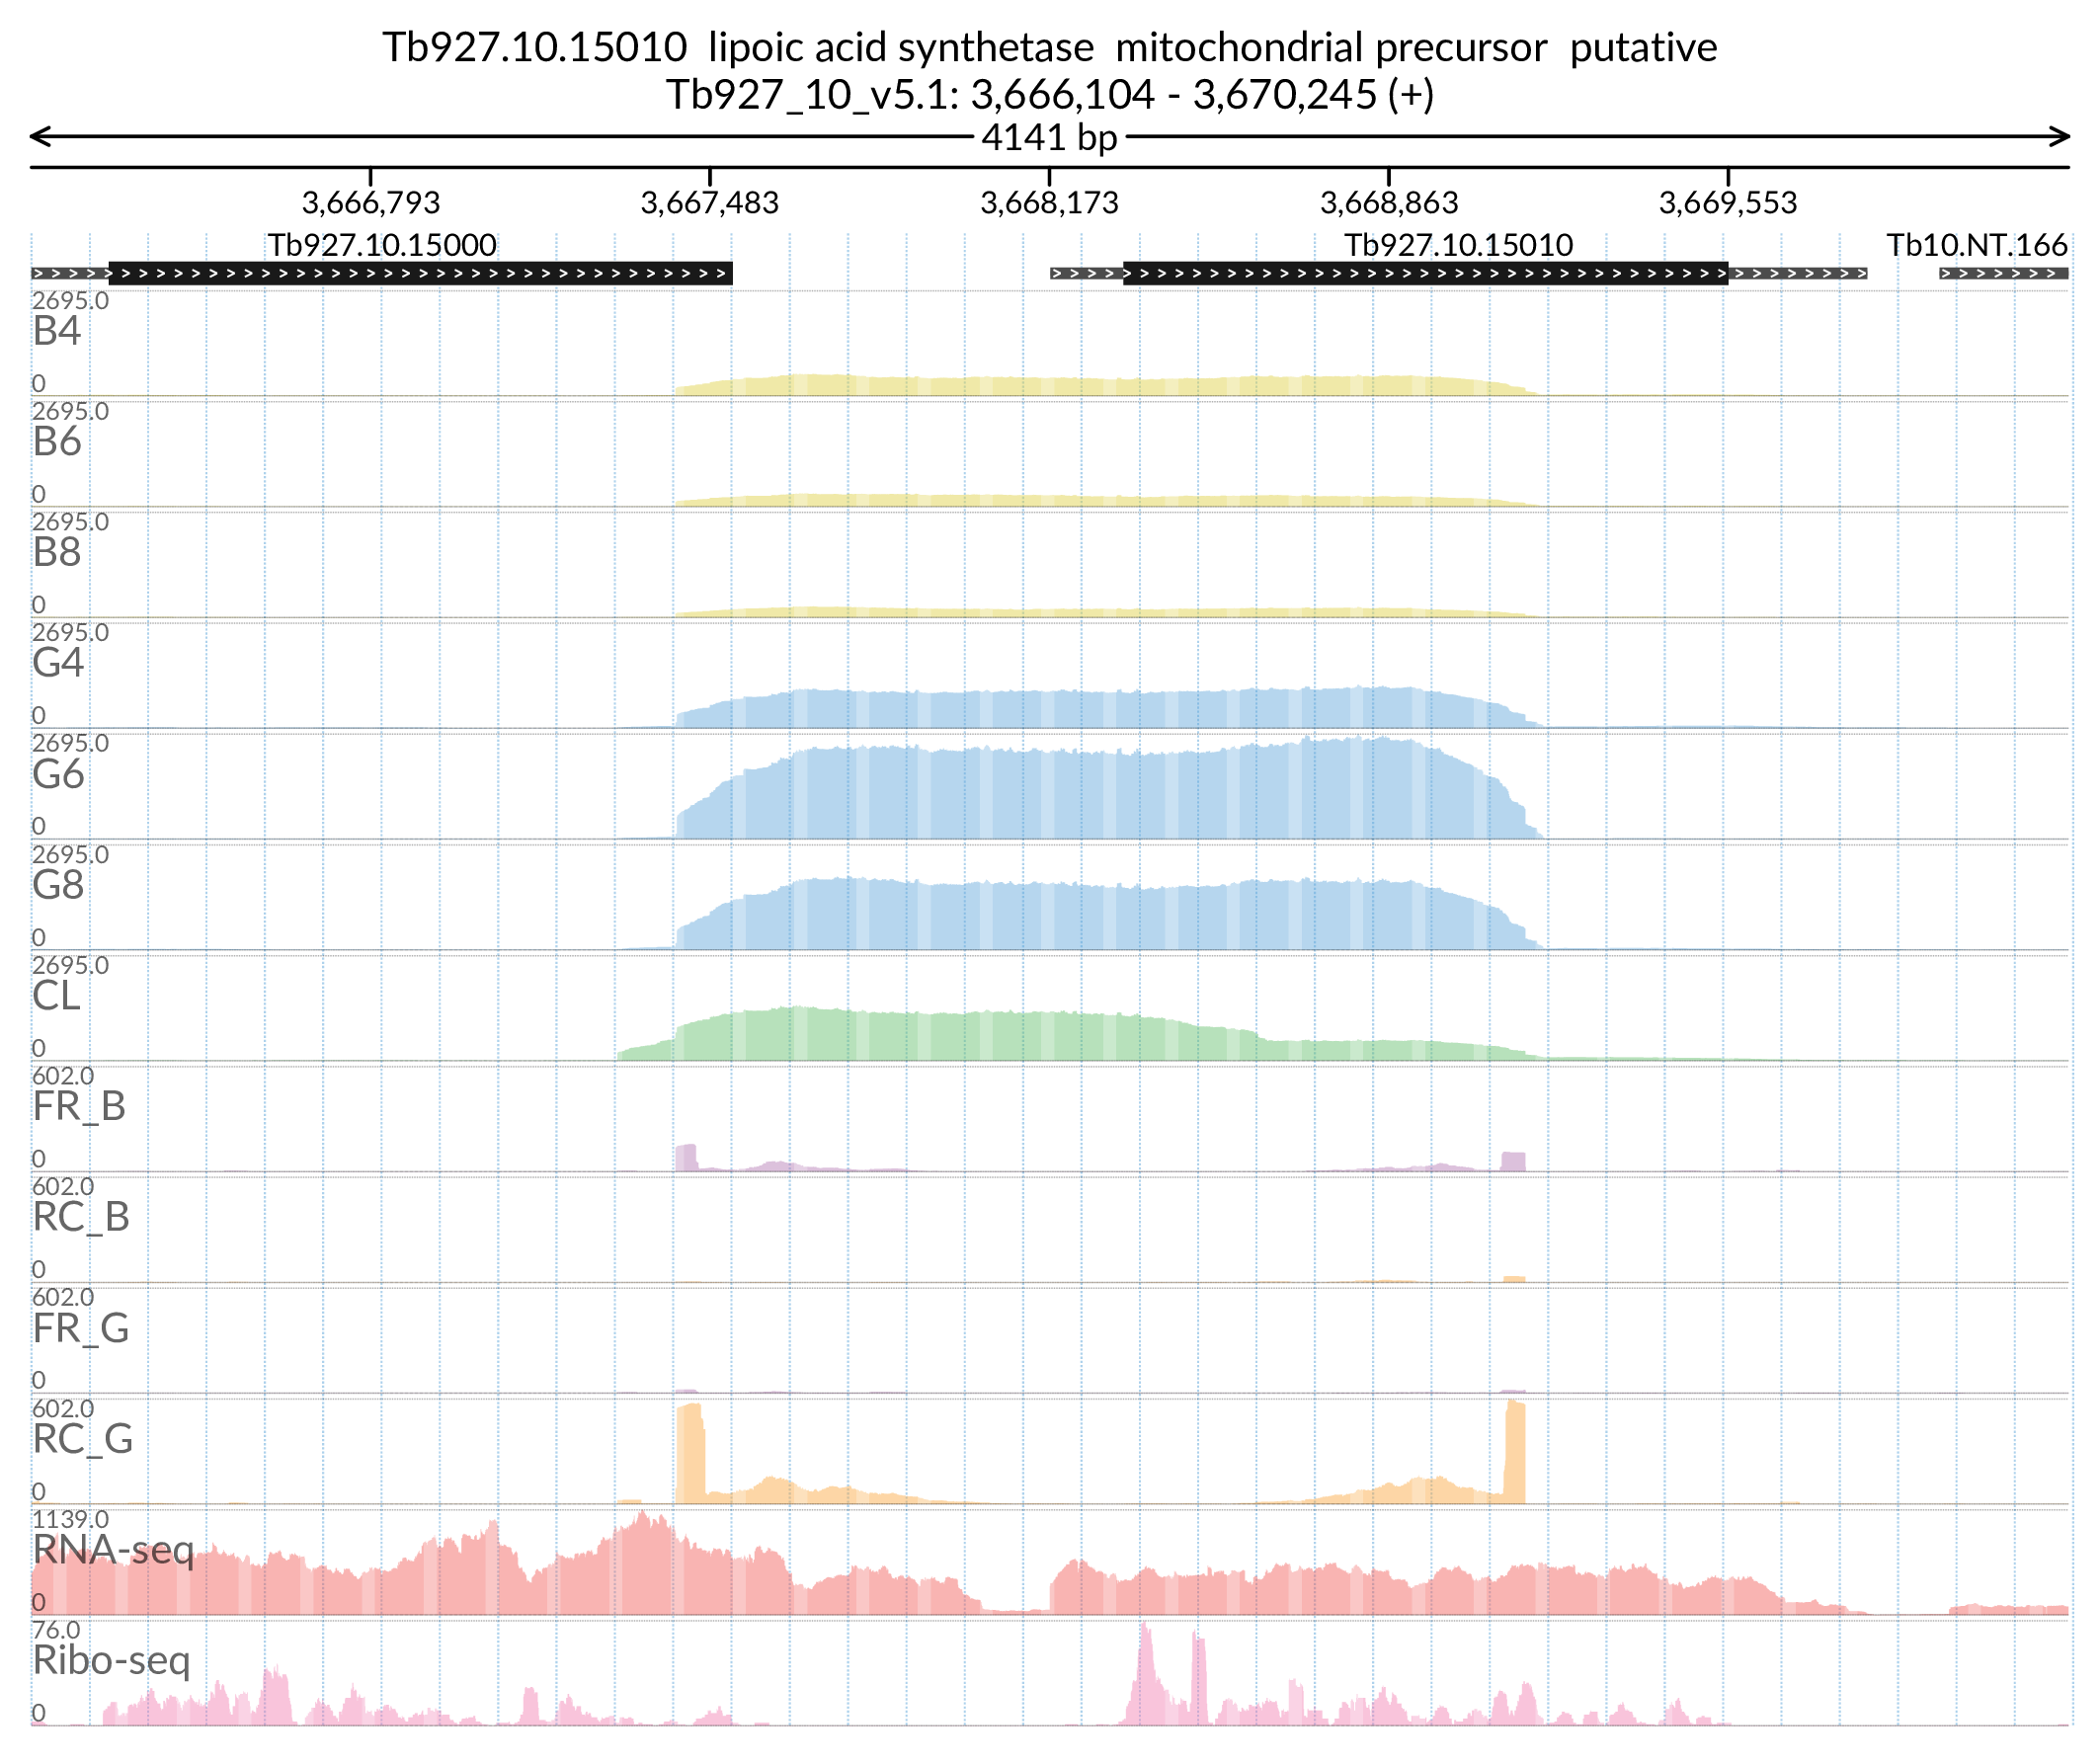 Tb927.10.15010 lipoic acid synthetase mitochondrial precursor putative
Tb927_10_v5.1: 3,666,104 - 3,670,245 (+)
4141 bp
3,666,793 3,667,483 3,668,173 3,668,863 3,669,553
Tb927.10.15000 Tb927.10.15010 Tb10.NT.166
2695.0
B4
0
2695.0
B6
0
2695.0
B8
0
2695.0
G4
0
2695.0
G6
0
2695.0
G8
0
2695.0
CL
0
602.0
FR_B
0
602.0
RC_B
0
602.0
FR_G
0
602.0
RC_G
0
1139.0
RNA-seq
0
76.0
Ribo-seq
0